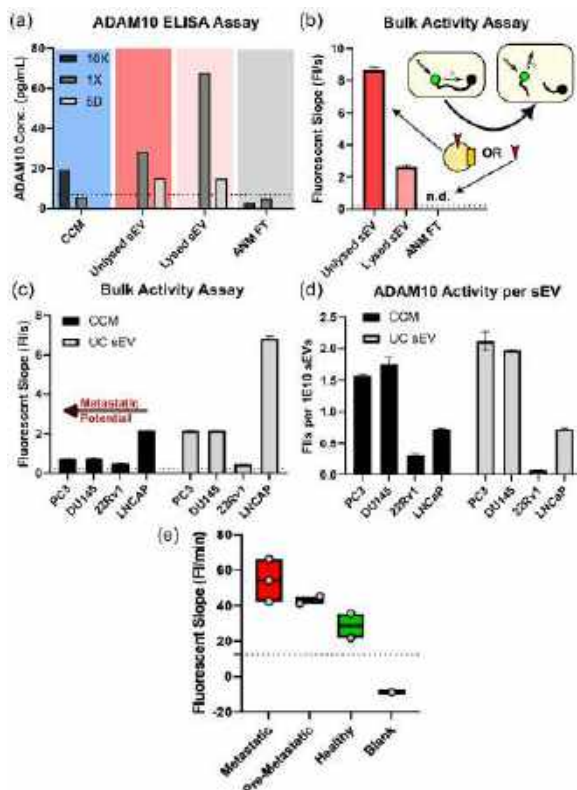 (a) ADAM10 ELISA Assay
ADAM10 Conc. (pg/mL)
80
60
40
20
0
10X
1X
5D
CCM
Unlysed sEV
Lysed sEV
ANM FT
(b) Bulk Activity Assay
Fluorescent Slope (FI/s)
10
8
6
4
2
0
OR
n.d.
Unlysed sEV
Lysed sEV
ANM FT
(c) Bulk Activity Assay
Fluorescent Slope (FI/s)
8
6
4
2
0
CCM
UC sEV
Metastatic
Potential
PC3
DU145
22Rv1
LNCAP
PC3
DU145
22Rv1
LNCAP
(d) ADAM10 Activity per sEV
FI/s per 1E10 sEVs
2.5
2.0
1.5
1.0
0.5
0.0
CCM
UC sEV
PC3
DU145
22Rv1
LNCaP
PC3
DU145
22Rv1
LNCaP
(e)
Fluorescent Slope (FI/min)
80
60
40
20
0
-20
Metastatic
Pre-Metastatic
Healthy
Blank